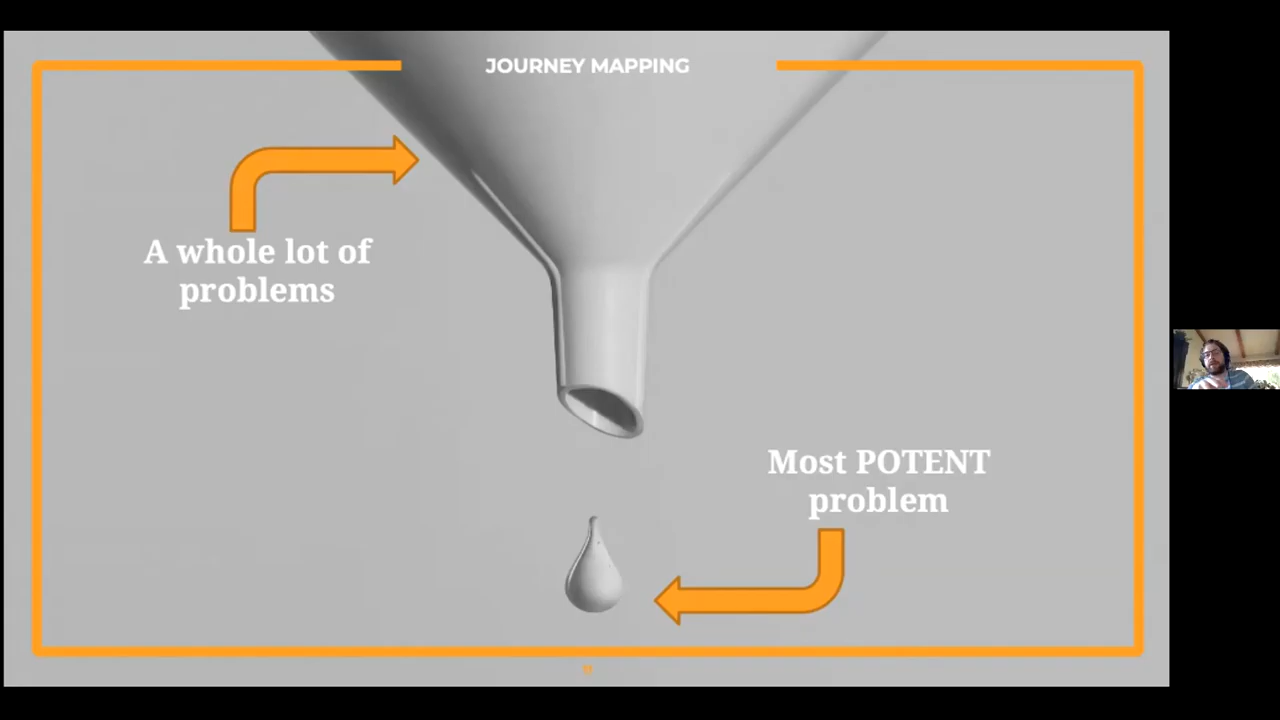 JOURNEY MAPPING
A whole lot of
problems
Most POTENT
problem